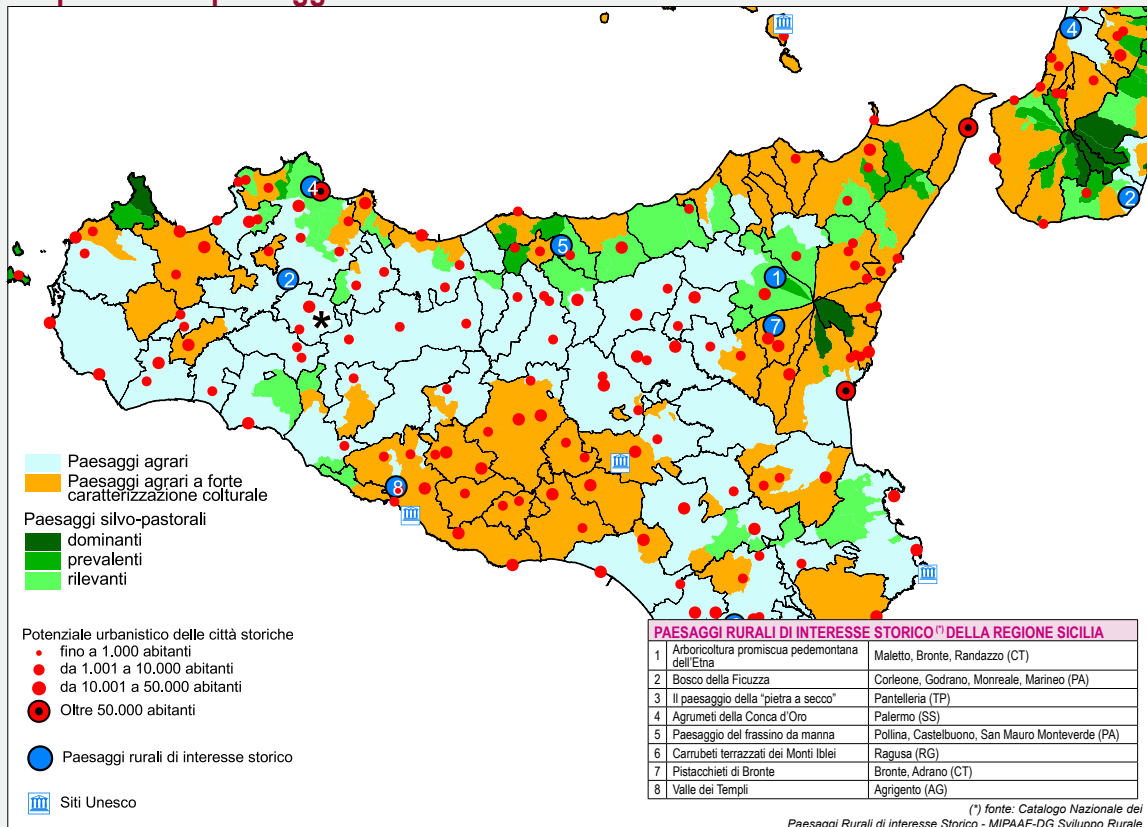 4
2
4
5
2
1
7
8
*
Paesaggi agrari
Paesaggi agrari a forte
caratterizzazione colturale
Paesaggi silvo-pastorali
dominanti
prevalenti
rilevanti
Potenziale urbanistico delle città storiche
fino a 1.000 abitanti
da 1.001 a 10.000 abitanti
da 10.001 a 50.000 abitanti
Oltre 50.000 abitanti
Paesaggi rurali di interesse storico
Siti Unesco
PAESAGGI RURALI DI INTERESSE STORICO (*) DELLA REGIONE SICILIA
1 Arboricoltura promiscua pedemontana dell'Etna Maletto, Bronte, Randazzo (CT)
2 Bosco della Ficuzza Corleone, Godrano, Monreale, Marineo (PA)
3 Il paesaggio della "pietra a secco" Pantelleria (TP)
4 Agrumeti della Conca d'Oro Palermo (SS)
5 Paesaggio del frassino da manna Pollina, Castelbuono, San Mauro Monteverde (PA)
6 Carrubeti terrazzati dei Monti Iblei Ragusa (RG)
7 Pistacchieti di Bronte Bronte, Adrano (CT)
8 Valle dei Templi Agrigento (AG)
(*) fonte: Catalogo Nazionale dei
Paesaggi Rurali di interesse Storico - MIPAAF-DG Sviluppo Rurale